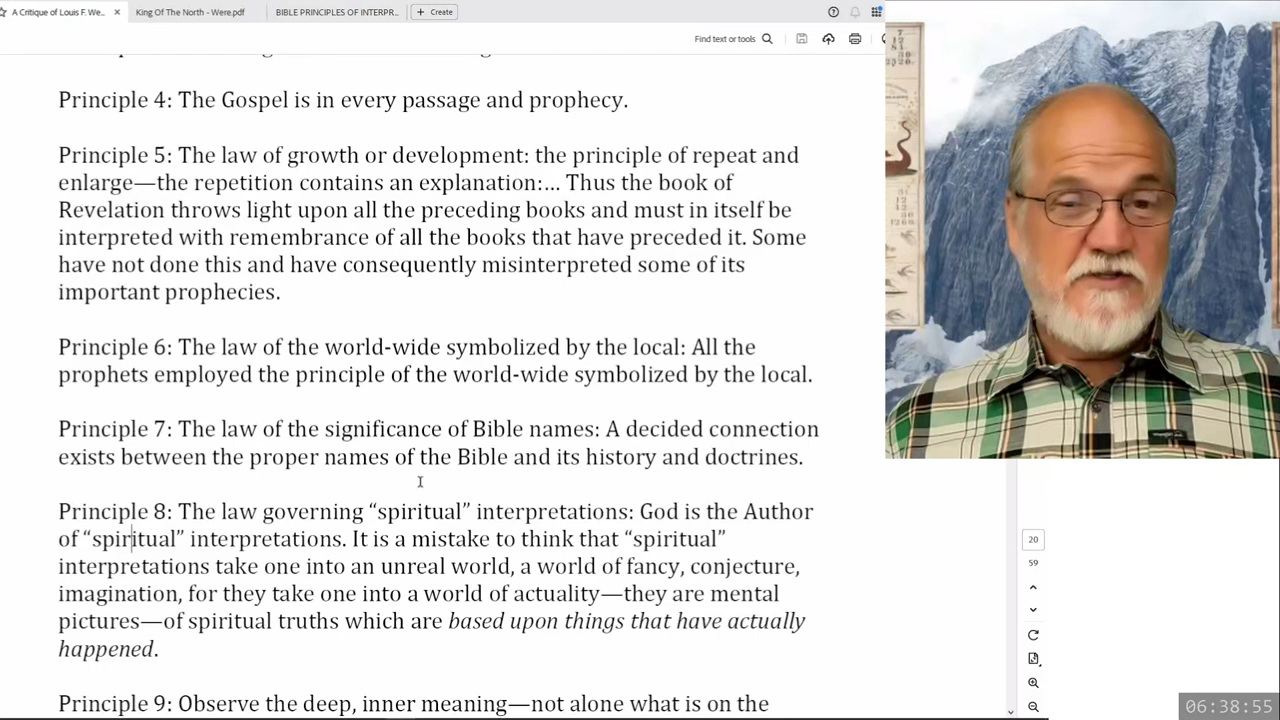 A Critique of Louis F. We...
King Of The North - Were.pdf
BIBLE PRINCIPLES OF INTERPR...
+ Create
Find text or tools
Principle 4: The Gospel is in every passage and prophecy.
Principle 5: The law of growth or development: the principle of repeat and
enlarge—the repetition contains an explanation:... Thus the book of
Revelation throws light upon all the preceding books and must in itself be
interpreted with remembrance of all the books that have preceded it. Some
have not done this and have consequently misinterpreted some of its
important prophecies.
Principle 6: The law of the world-wide symbolized by the local: All the
prophets employed the principle of the world-wide symbolized by the local.
Principle 7: The law of the significance of Bible names: A decided connection
exists between the proper names of the Bible and its history and doctrines.
Principle 8: The law governing “spiritual” interpretations: God is the Author
of “spiritual” interpretations. It is a mistake to think that “spiritual”
interpretations take one into an unreal world, a world of fancy, conjecture,
imagination, for they take one into a world of actuality—they are mental
pictures—of spiritual truths which are based upon things that have actually
happened.
Principle 9: Observe the deep, inner meaning—not alone what is on the
20
59
06:38:55